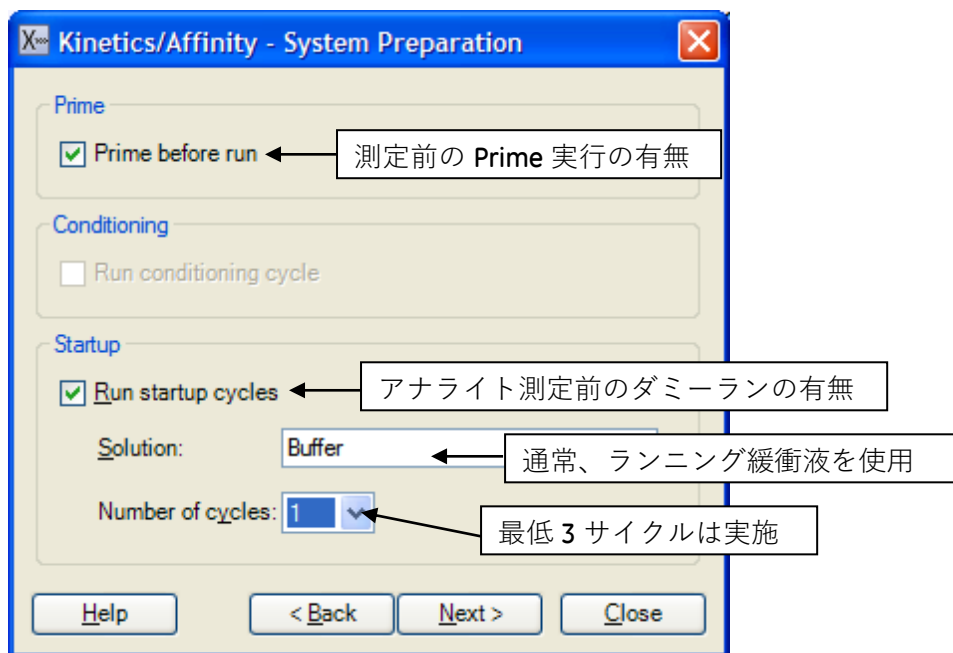 Kinetics/Affinity - System Preparation
Prime
Prime before run
測定前の Prime 実行の有無
Conditioning
Run conditioning cycle
Startup
Run startup cycles
アナライト測定前のダミーランの有無
Solution:
Buffer
通常、ランニング緩衝液を使用
Number of cycles:
1
最低 3 サイクルは実施
Help
< Back
Next >
Close